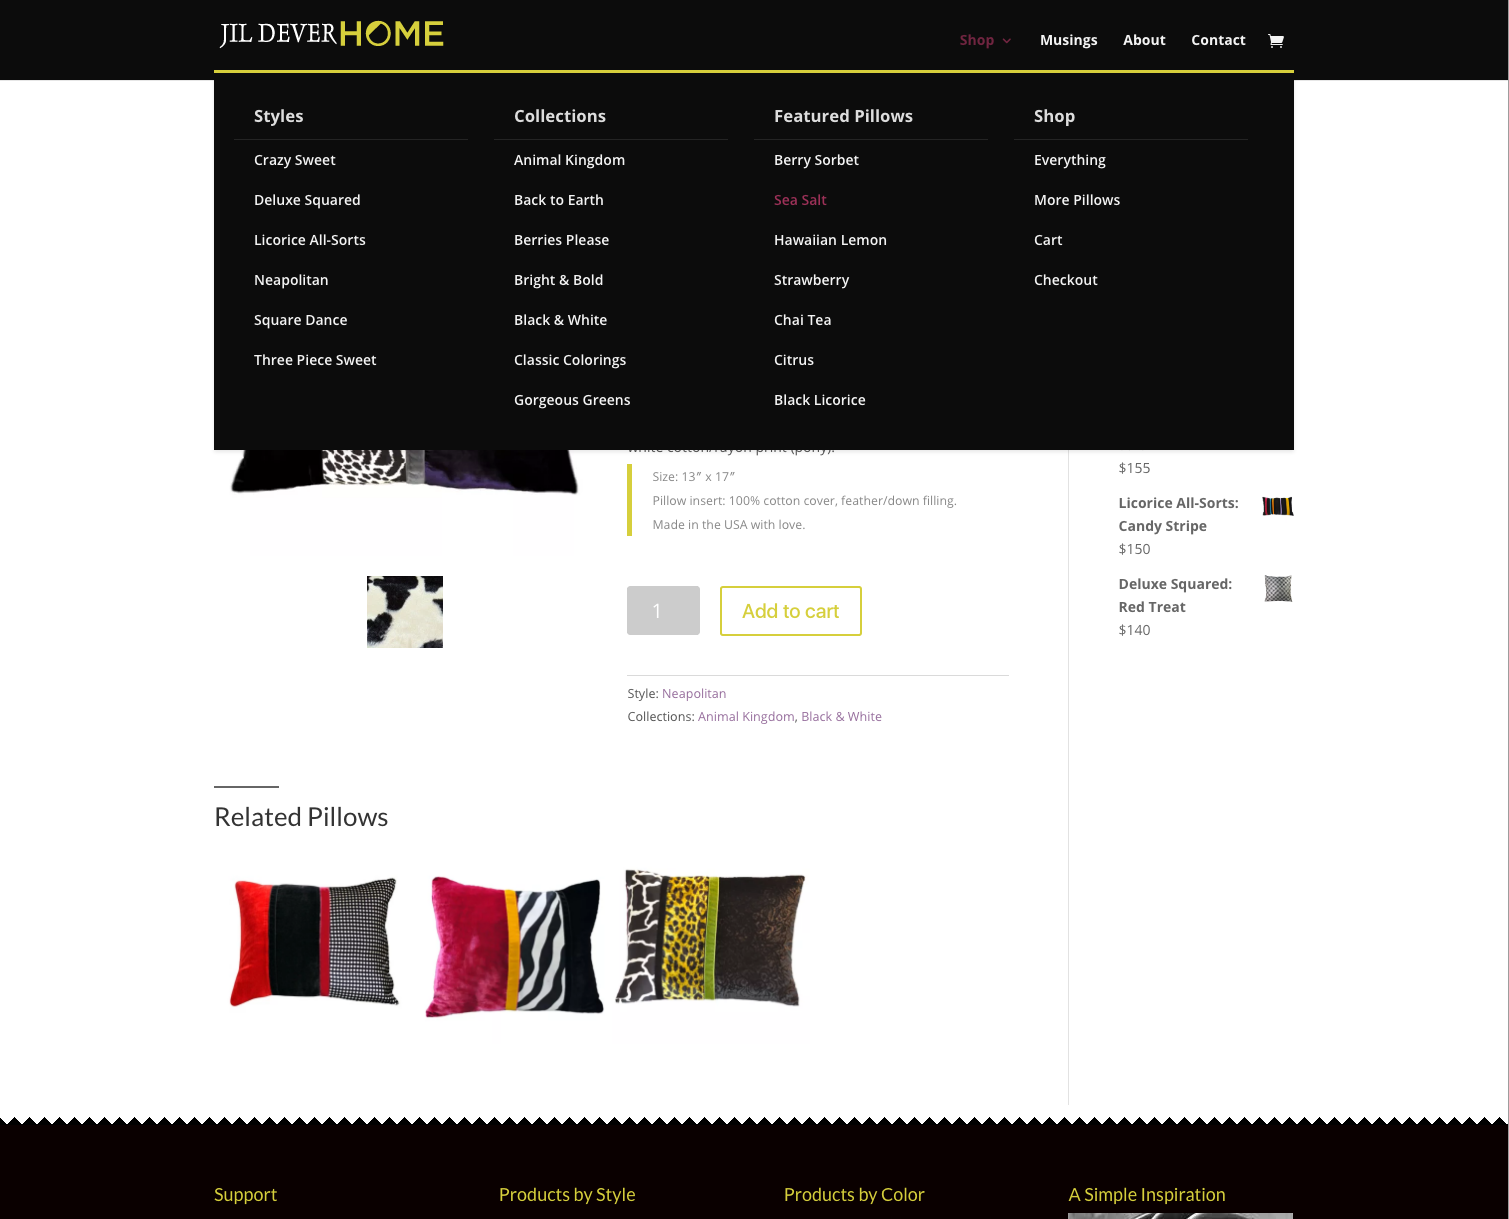 JIL DEVER HOME
Shop
Musings
About
Contact
Styles
Crazy Sweet
Deluxe Squared
Licorice All-Sorts
Neapolitan
Square Dance
Three Piece Sweet
Collections
Animal Kingdom
Back to Earth
Berries Please
Bright & Bold
Black & White
Classic Colorings
Gorgeous Greens
Featured Pillows
Berry Sorbet
Sea Salt
Hawaiian Lemon
Strawberry
Chai Tea
Citrus
Black Licorice
Shop
Everything
More Pillows
Cart
Checkout
white cotton/rayon print (pony).
Size: 13″ x 17″
Pillow insert: 100% cotton cover, feather/down filling.
Made in the USA with love.
1
Add to cart
Style: Neapolitan
Collections: Animal Kingdom, Black & White
$155
Licorice All-Sorts:
Candy Stripe
$150
Deluxe Squared:
Red Treat
$140
Related Pillows
Support
Products by Style
Products by Color
A Simple Inspiration